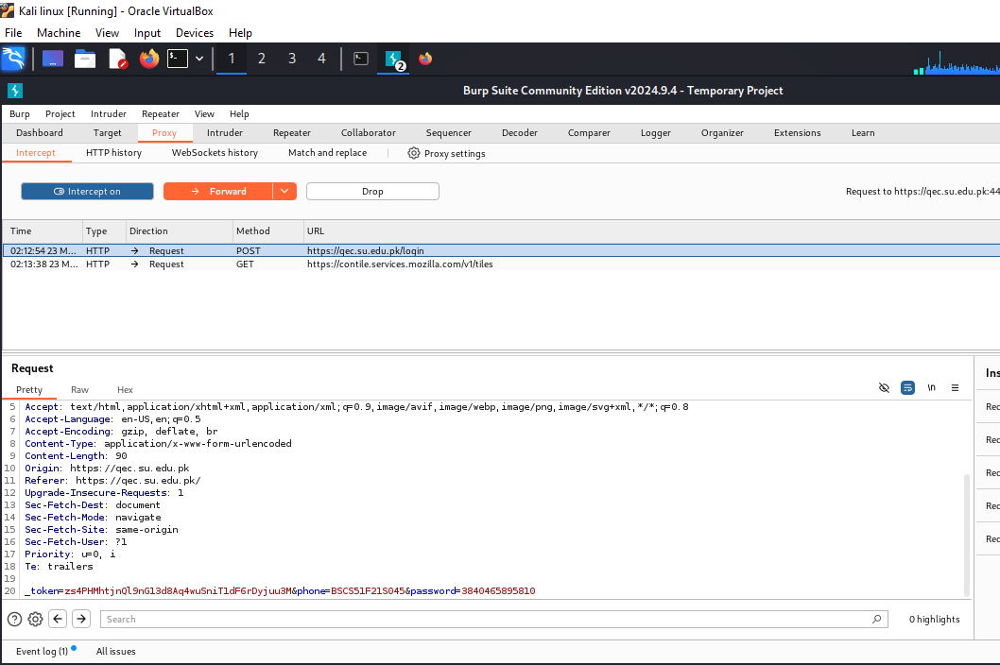 Kali linux [Running] - Oracle VirtualBox
File Machine View Input Devices Help
1 2 3 4 2
Burp Suite Community Edition v2024.9.4 - Temporary Project
Burp Project Intruder Repeater View Help
Dashboard Target Proxy Intruder Repeater Collaborator Sequencer Decoder Comparer Logger Organizer Extensions Learn
Intercept HTTP history WebSockets history Match and replace Proxy settings
Intercept on Forward Drop Request to https://qec.su.edu.pk:44
Time Type Direction Method URL
02:12:54 23 M... HTTP → Request POST https://qec.su.edu.pk/login
02:13:38 23 M... HTTP → Request GET https://contile.services.mozilla.com/v1/tiles
Request Ins
Pretty Raw Hex \n
5 Accept: text/html,application/xhtml+xml,application/xml;q=0.9,image/avif,image/webp,image/png,image/svg+xml,*/*;q=0.8 Rec
6 Accept-Language: en-US,en;q=0.5
7 Accept-Encoding: gzip, deflate, br
8 Content-Type: application/x-www-form-urlencoded Rec
9 Content-Length: 90
10 Origin: https://qec.su.edu.pk
11 Referer: https://qec.su.edu.pk/ Rec
12 Upgrade-Insecure-Requests: 1
13 Sec-Fetch-Dest: document Rec
14 Sec-Fetch-Mode: navigate
15 Sec-Fetch-Site: same-origin
16 Sec-Fetch-User: ?1 Rec
17 Priority: u=0, i
18 Te: trailers
19
20 _token=zs4PHMhtjnQl9nG13d8Aq4wuSniT1dF6rDyjuu3M&phone=BSCS51F21S045&password=3840465895810
Search 0 highlights
Event log (1) All issues